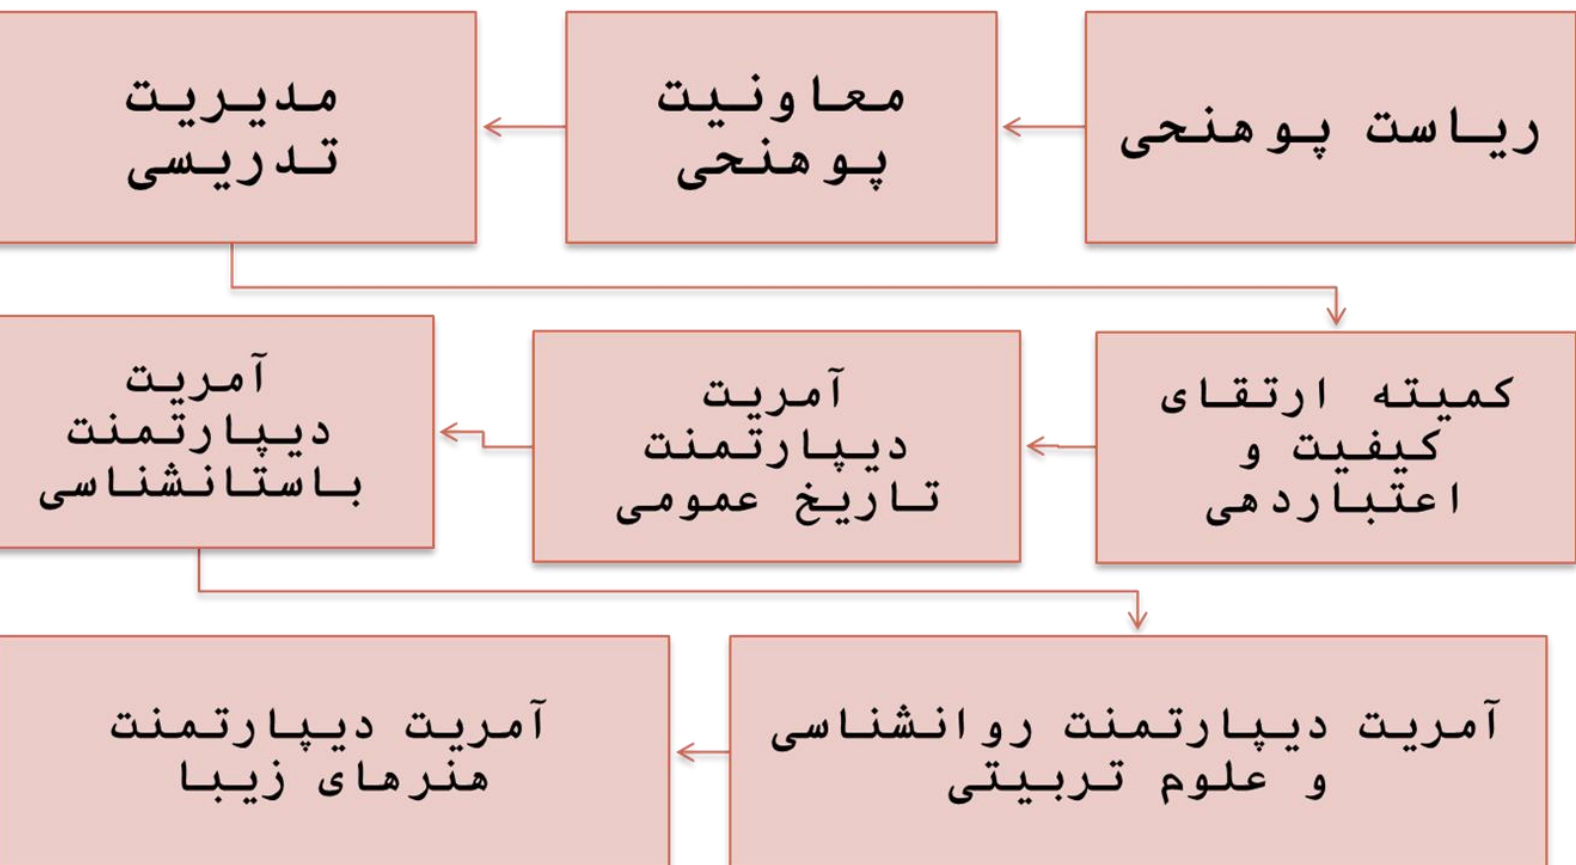 ریاست پوهنحی
معاونیت
پوهنحی
مدیریت
تدریسی
کمیته ارتقای
کیفیت و
اعتباردهی
آمریت
دیپارتمنت
تاریخ عمومی
آمریت
دیپارتمنت
باستانشناسی
آمریت دیپارتمنت روانشناسی
و علوم تربیتی
آمریت دیپارتمنت
هنرهای زیبا